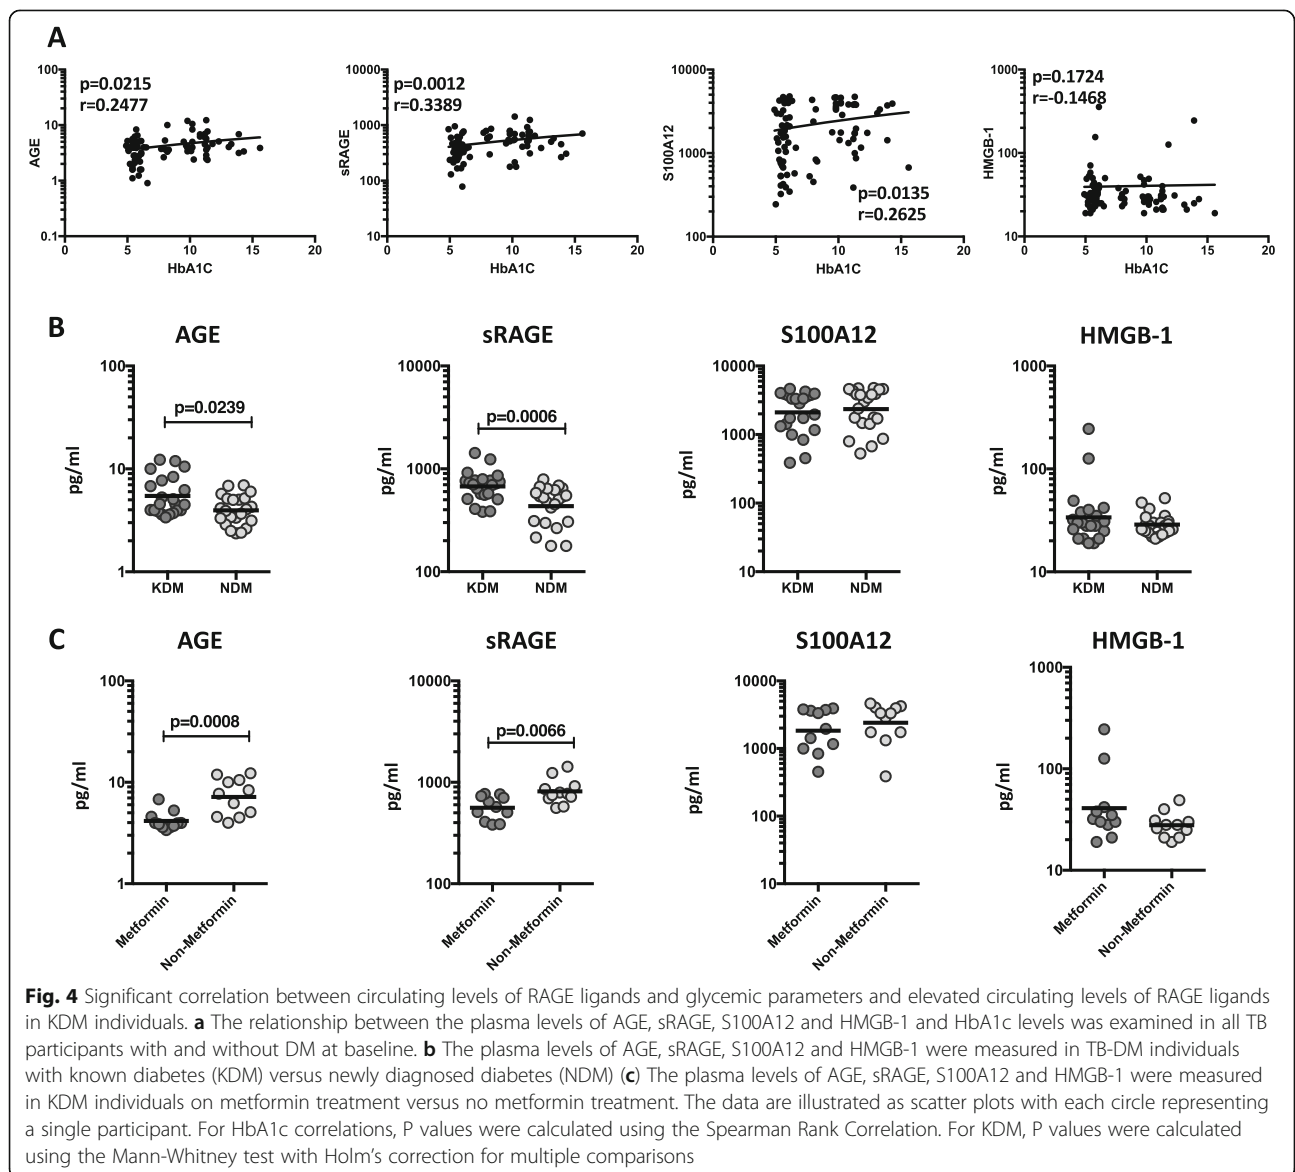 A
100
10
1
0.1
AGE
p=0.0215
r=0.2477
0 5 10 15 20
HbA1C
10000
1000
100
10
sRAGE
p=0.0012
r=0.3389
0 5 10 15 20
HbA1C
10000
1000
100
S100A12
p=0.0135
r=0.2625
0 5 10 15 20
HbA1C
1000
100
10
HMGB-1
p=0.1724
r=-0.1468
0 5 10 15 20
HbA1C
B
AGE
100
10
1
pg/ml
p=0.0239
KDM NDM
sRAGE
10000
1000
100
pg/ml
p=0.0006
KDM NDM
S100A12
10000
1000
100
10
pg/ml
KDM NDM
HMGB-1
1000
100
10
pg/ml
KDM NDM
C
AGE
100
10
1
pg/ml
p=0.0008
Metformin
Non-Metformin
sRAGE
10000
1000
100
pg/ml
p=0.0066
Metformin
Non-Metformin
S100A12
10000
1000
100
10
pg/ml
Metformin
Non-Metformin
HMGB-1
1000
100
10
pg/ml
Metformin
Non-Metformin
Fig. 4 Significant correlation between circulating levels of RAGE ligands and glycemic parameters and elevated circulating levels of RAGE ligands
in KDM individuals. a The relationship between the plasma levels of AGE, sRAGE, S100A12 and HMGB-1 and HbA1c levels was examined in all TB
participants with and without DM at baseline. b The plasma levels of AGE, sRAGE, S100A12 and HMGB-1 were measured in TB-DM individuals
with known diabetes (KDM) versus newly diagnosed diabetes (NDM) (c) The plasma levels of AGE, sRAGE, S100A12 and HMGB-1 were measured
in KDM individuals on metformin treatment versus no metformin treatment. The data are illustrated as scatter plots with each circle representing
a single participant. For HbA1c correlations, P values were calculated using the Spearman Rank Correlation. For KDM, P values were calculated
using the Mann-Whitney test with Holm's correction for multiple comparisons